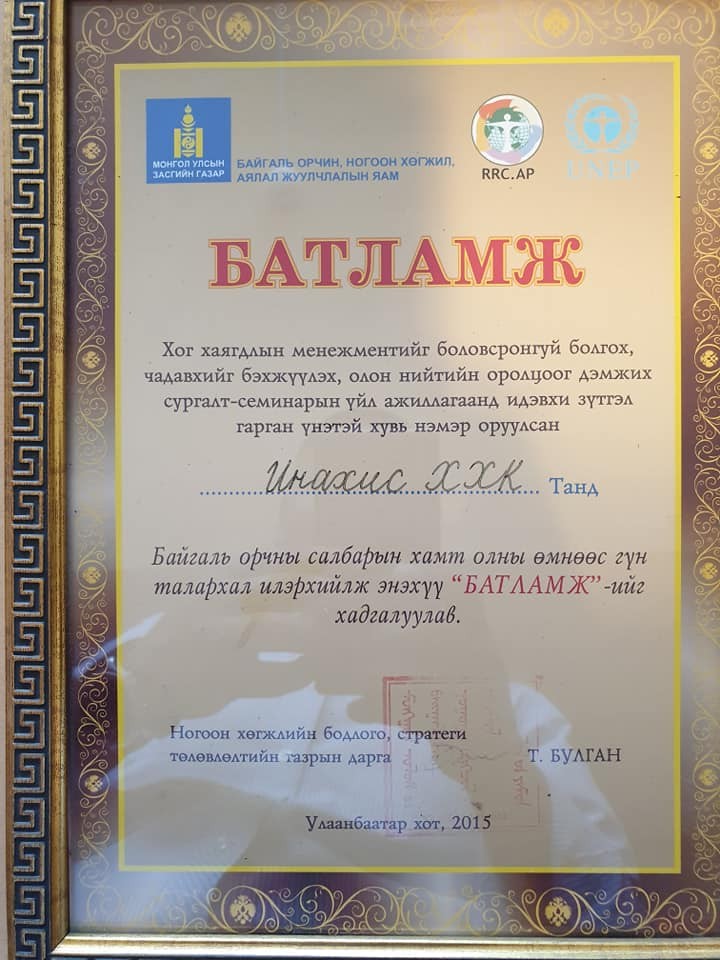 МОНГОЛ УЛСЫН
ЗАСГИЙН ГАЗАР
БАЙГАЛЬ ОРЧИН, НОГООН ХӨГЖИЛ,
АЯЛАЛ ЖУУЛЧЛАЛЫН ЯАМ
RRC.AP
UNEP
БАТЛАМЖ
Хог хаягдлын менежментийг боловсронгуй болгох,
чадавхийг бэхжүүлэх, олон нийтийн оролцоог дэмжих
сургалт-семинарын үйл ажиллагаанд идэвхи зүтгэл
гарган үнэтэй хувь нэмэр оруулсан
Инахис ХХК Танд
Байгаль орчны салбарын хамт олны өмнөөс гүн
талархал илэрхийлж энэхүү “БАТЛАМЖ”-ийг
хадгалуулав.
Ногоон хөгжлийн бодлого, стратеги
төлөвлөлтийн газрын дарга Т. БУЛГАН
Улаанбаатар хот, 2015